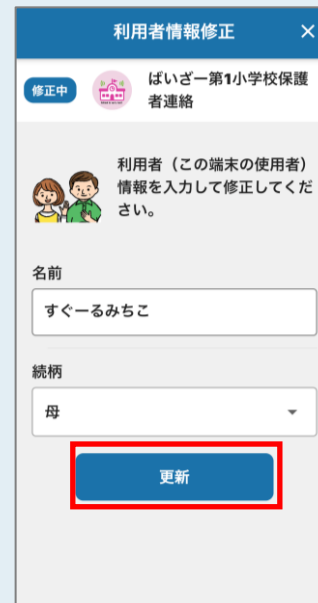 利用者情報修正 ×
修正中
ばいざー第1小学校保護
者連絡
利用者（この端末の使用者）
情報を入力して修正してくだ
さい。
名前
すぐーるみちこ
続柄
母
更新